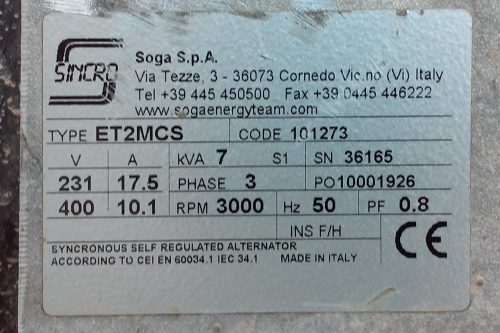 SINCRO
Soga S.p.A.
Via Tezze, 3 - 36073 Cornedo Vic.no (Vi) Italy
Tel +39 445 450500 Fax +39 0445 446222
www.sogaenergyteam.com
TYPE ET2MCS CODE 101273
V A kVA 7 S1 SN 36165
231 17.5 PHASE 3 PO10001926
400 10.1 RPM 3000 Hz 50 PF 0.8
INS F/H
SYNCRONOUS SELF REGULATED ALTERNATOR
ACCORDING TO CEI EN 60034.1 IEC 34.1 MADE IN ITALY
CE